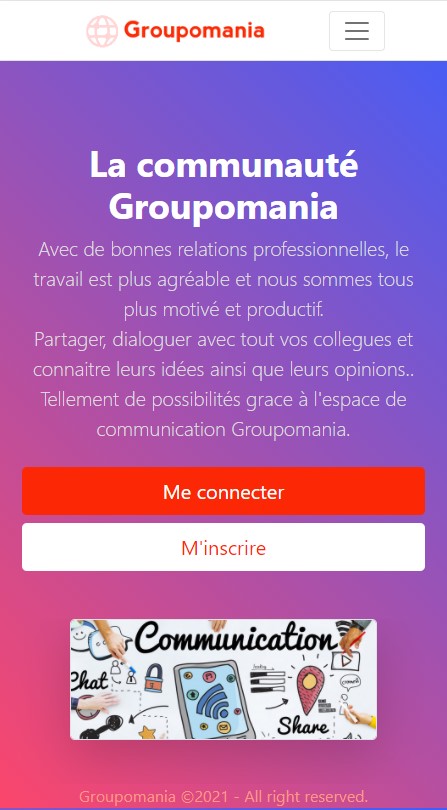 Groupomania
La communauté
Groupomania
Avec de bonnes relations professionnelles, le
travail est plus agréable et nous sommes tous
plus motivé et productif.
Partager, dialoguer avec tout vos collegues et
connaitre leurs idées ainsi que leurs opinions..
Tellement de possibilités grace à l'espace de
communication Groupomania.
Me connecter
M'inscrire
Communication
Chat
Share
Groupomania ©2021 - All right reserved.